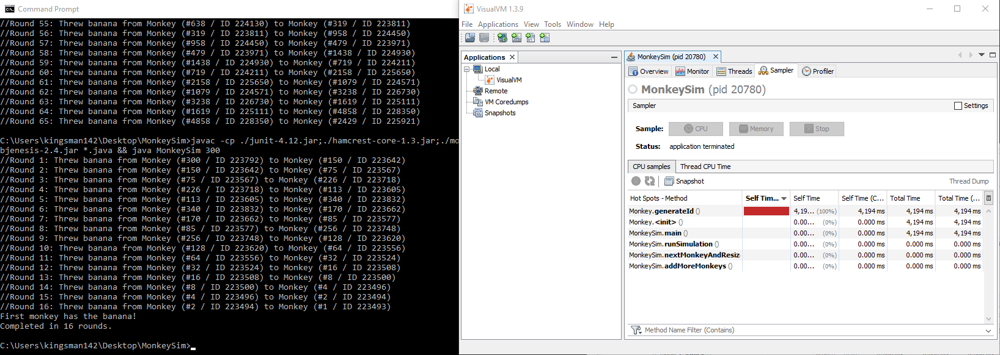 Command Prompt
//Round 55: Threw banana from Monkey (#638 / ID 224130) to Monkey (#319 / ID 223811)
//Round 56: Threw banana from Monkey (#319 / ID 223811) to Monkey (#958 / ID 224450)
//Round 57: Threw banana from Monkey (#958 / ID 224450) to Monkey (#479 / ID 223971)
//Round 58: Threw banana from Monkey (#479 / ID 223971) to Monkey (#1438 / ID 224930)
//Round 59: Threw banana from Monkey (#1438 / ID 224930) to Monkey (#719 / ID 224211)
//Round 60: Threw banana from Monkey (#719 / ID 224211) to Monkey (#2158 / ID 225650)
//Round 61: Threw banana from Monkey (#2158 / ID 225650) to Monkey (#1079 / ID 224571)
//Round 62: Threw banana from Monkey (#1079 / ID 224571) to Monkey (#3238 / ID 226730)
//Round 63: Threw banana from Monkey (#3238 / ID 226730) to Monkey (#1619 / ID 225111)
//Round 64: Threw banana from Monkey (#1619 / ID 225111) to Monkey (#4858 / ID 228350)
//Round 65: Threw banana from Monkey (#4858 / ID 228350) to Monkey (#2429 / ID 225921)
C:\Users\kingsman142\Desktop\MonkeySim>javac -cp ./junit-4.12.jar;./hamcrest-core-1.3.jar;./mo
bjenesis-2.4.jar *.java && java MonkeySim 300
//Round 1: Threw banana from Monkey (#300 / ID 223792) to Monkey (#150 / ID 223642)
//Round 2: Threw banana from Monkey (#150 / ID 223642) to Monkey (#75 / ID 223567)
//Round 3: Threw banana from Monkey (#75 / ID 223567) to Monkey (#226 / ID 223718)
//Round 4: Threw banana from Monkey (#226 / ID 223718) to Monkey (#113 / ID 223605)
//Round 5: Threw banana from Monkey (#113 / ID 223605) to Monkey (#340 / ID 223832)
//Round 6: Threw banana from Monkey (#340 / ID 223832) to Monkey (#170 / ID 223662)
//Round 7: Threw banana from Monkey (#170 / ID 223662) to Monkey (#85 / ID 223577)
//Round 8: Threw banana from Monkey (#85 / ID 223577) to Monkey (#256 / ID 223748)
//Round 9: Threw banana from Monkey (#256 / ID 223748) to Monkey (#128 / ID 223620)
//Round 10: Threw banana from Monkey (#128 / ID 223620) to Monkey (#64 / ID 223556)
//Round 11: Threw banana from Monkey (#64 / ID 223556) to Monkey (#32 / ID 223524)
//Round 12: Threw banana from Monkey (#32 / ID 223524) to Monkey (#16 / ID 223508)
//Round 13: Threw banana from Monkey (#16 / ID 223508) to Monkey (#8 / ID 223500)
//Round 14: Threw banana from Monkey (#8 / ID 223500) to Monkey (#4 / ID 223496)
//Round 15: Threw banana from Monkey (#4 / ID 223496) to Monkey (#2 / ID 223494)
//Round 16: Threw banana from Monkey (#2 / ID 223494) to Monkey (#1 / ID 223493)
First monkey has the banana!
Completed in 16 rounds.
C:\Users\kingsman142\Desktop\MonkeySim>
VisualVM 1.3.9
File Applications View Tools Window Help
Applications
Local
VisualVM
Remote
VM Coredumps
Snapshots
MonkeySim (pid 20780)
Overview Monitor Threads Sampler Profiler
MonkeySim (pid 20780)
Sampler Settings
Sample: CPU Memory Stop
Status: application terminated
CPU samples Thread CPU Time
Snapshot Thread Dump
Hot Spots - Method Self Tim... Self Time Self Time (C... Total Time Total Time (...
Monkey.generateId () 4,19... (100%) 4,194 ms 4,194 ms 4,194 ms
Monkey.<init> () 0.00... (0%) 0.000 ms 4,194 ms 4,194 ms
MonkeySim.main () 0.00... (0%) 0.000 ms 4,194 ms 4,194 ms
MonkeySim.runSimulation () 0.00... (0%) 0.000 ms 0.000 ms 0.000 ms
MonkeySim.nextMonkeyAndResize 0.00... (0%) 0.000 ms 0.000 ms 0.000 ms
MonkeySim.addMoreMonkeys () 0.00... (0%) 0.000 ms 0.000 ms 0.000 ms
Method Name Filter (Contains)